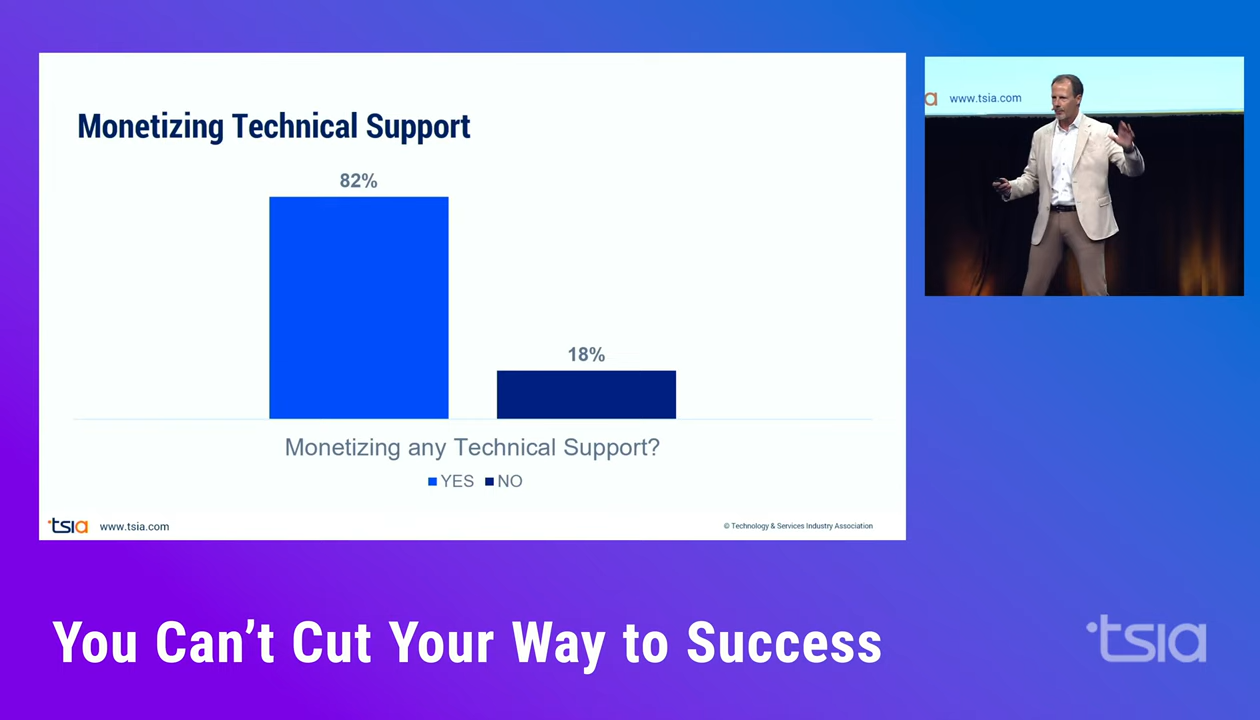 Monetizing Technical Support
82%
18%
Monetizing any Technical Support?
YES NO
tsia www.tsia.com
© Technology & Services Industry Association
a www.tsia.com
You Can’t Cut Your Way to Success
tsia